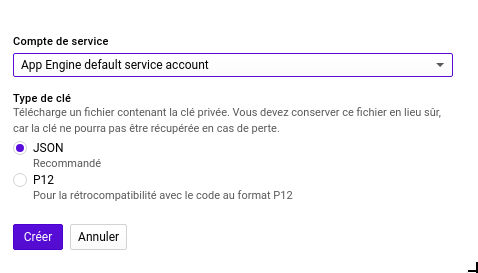 Compte de service
App Engine default service account
Type de clé
Télécharge un fichier contenant la clé privée. Vous devez conserver ce fichier en lieu sûr,
car la clé ne pourra pas être récupérée en cas de perte.
JSON
Recommandé
P12
Pour la rétrocompatibilité avec le code au format P12
Créer Annuler